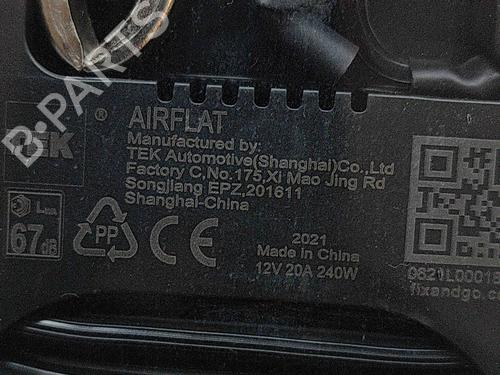 B-PARTS
TEK ® AIRFLAT
Manufactured by:
TEK Automotive(Shanghai)Co.,Ltd
Factory C,No.175,Xi Mao Jing Rd
Songjiang EPZ,201611
Shanghai-China
67dB
PP
CE
2021
Made in China
12V 20A 240W
fixandgo.c